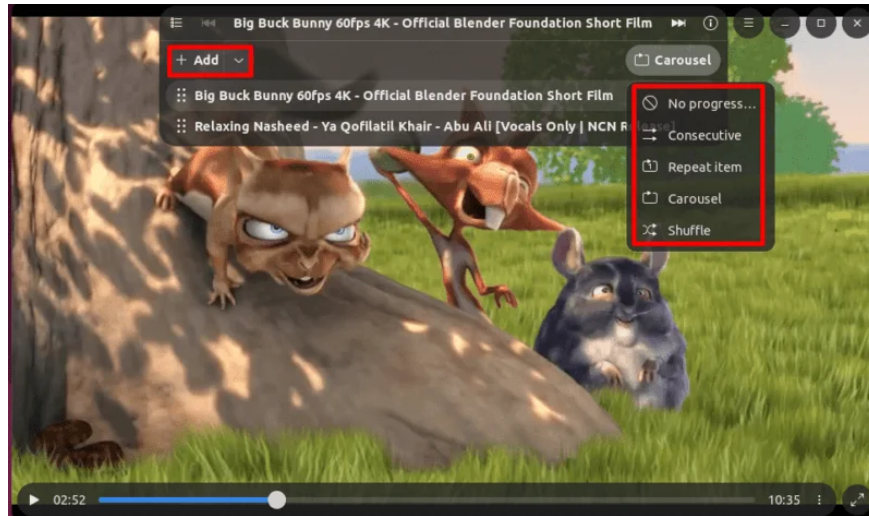 Big Buck Bunny 60fps 4K - Official Blender Foundation Short Film
+ Add
Carousel
Big Buck Bunny 60fps 4K - Official Blender Foundation Short Film
Relaxing Nasheed - Ya Qofilatil Khair - Abu Ali [Vocals Only | NCN Release]
No progress...
Consecutive
Repeat item
Carousel
Shuffle
02:52
10:35